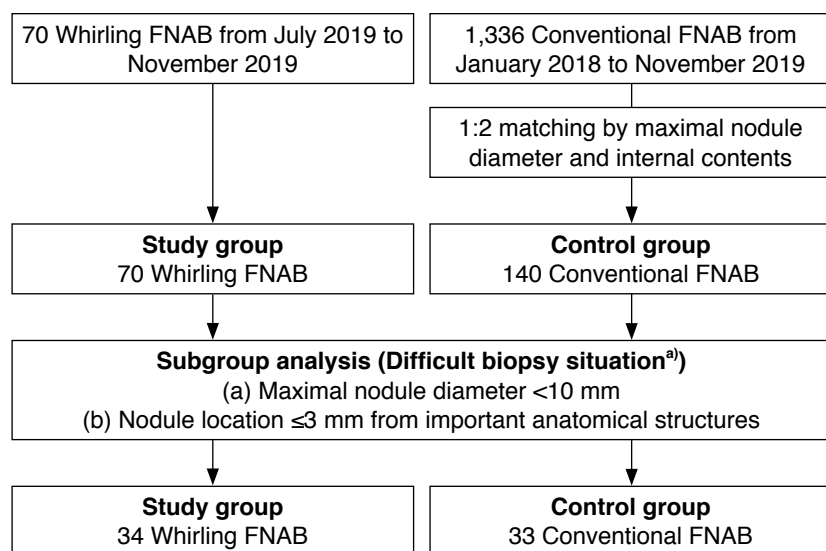 70 Whirling FNAB from July 2019 to
November 2019
1,336 Conventional FNAB from
January 2018 to November 2019
1:2 matching by maximal nodule
diameter and internal contents
Study group
70 Whirling FNAB
Control group
140 Conventional FNAB
Subgroup analysis (Difficult biopsy situationa))
(a) Maximal nodule diameter <10 mm
(b) Nodule location ≤3 mm from important anatomical structures
Study group
34 Whirling FNAB
Control group
33 Conventional FNAB